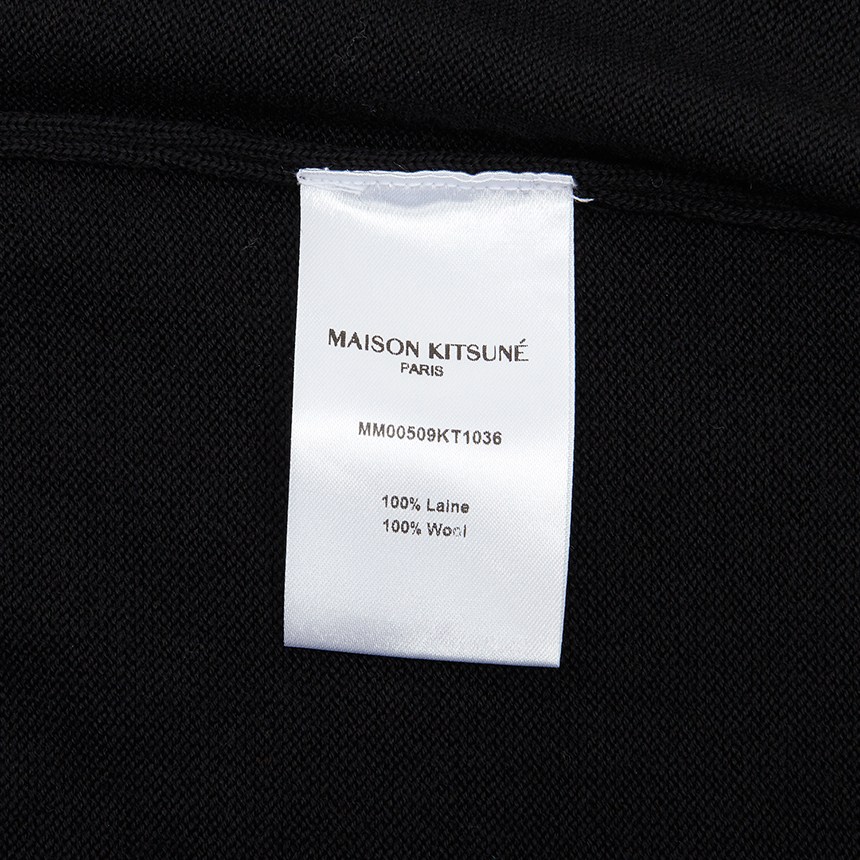 MAISON KITSUNÉ
PARIS
MM00509KT1036
100% Laine
100% Wool